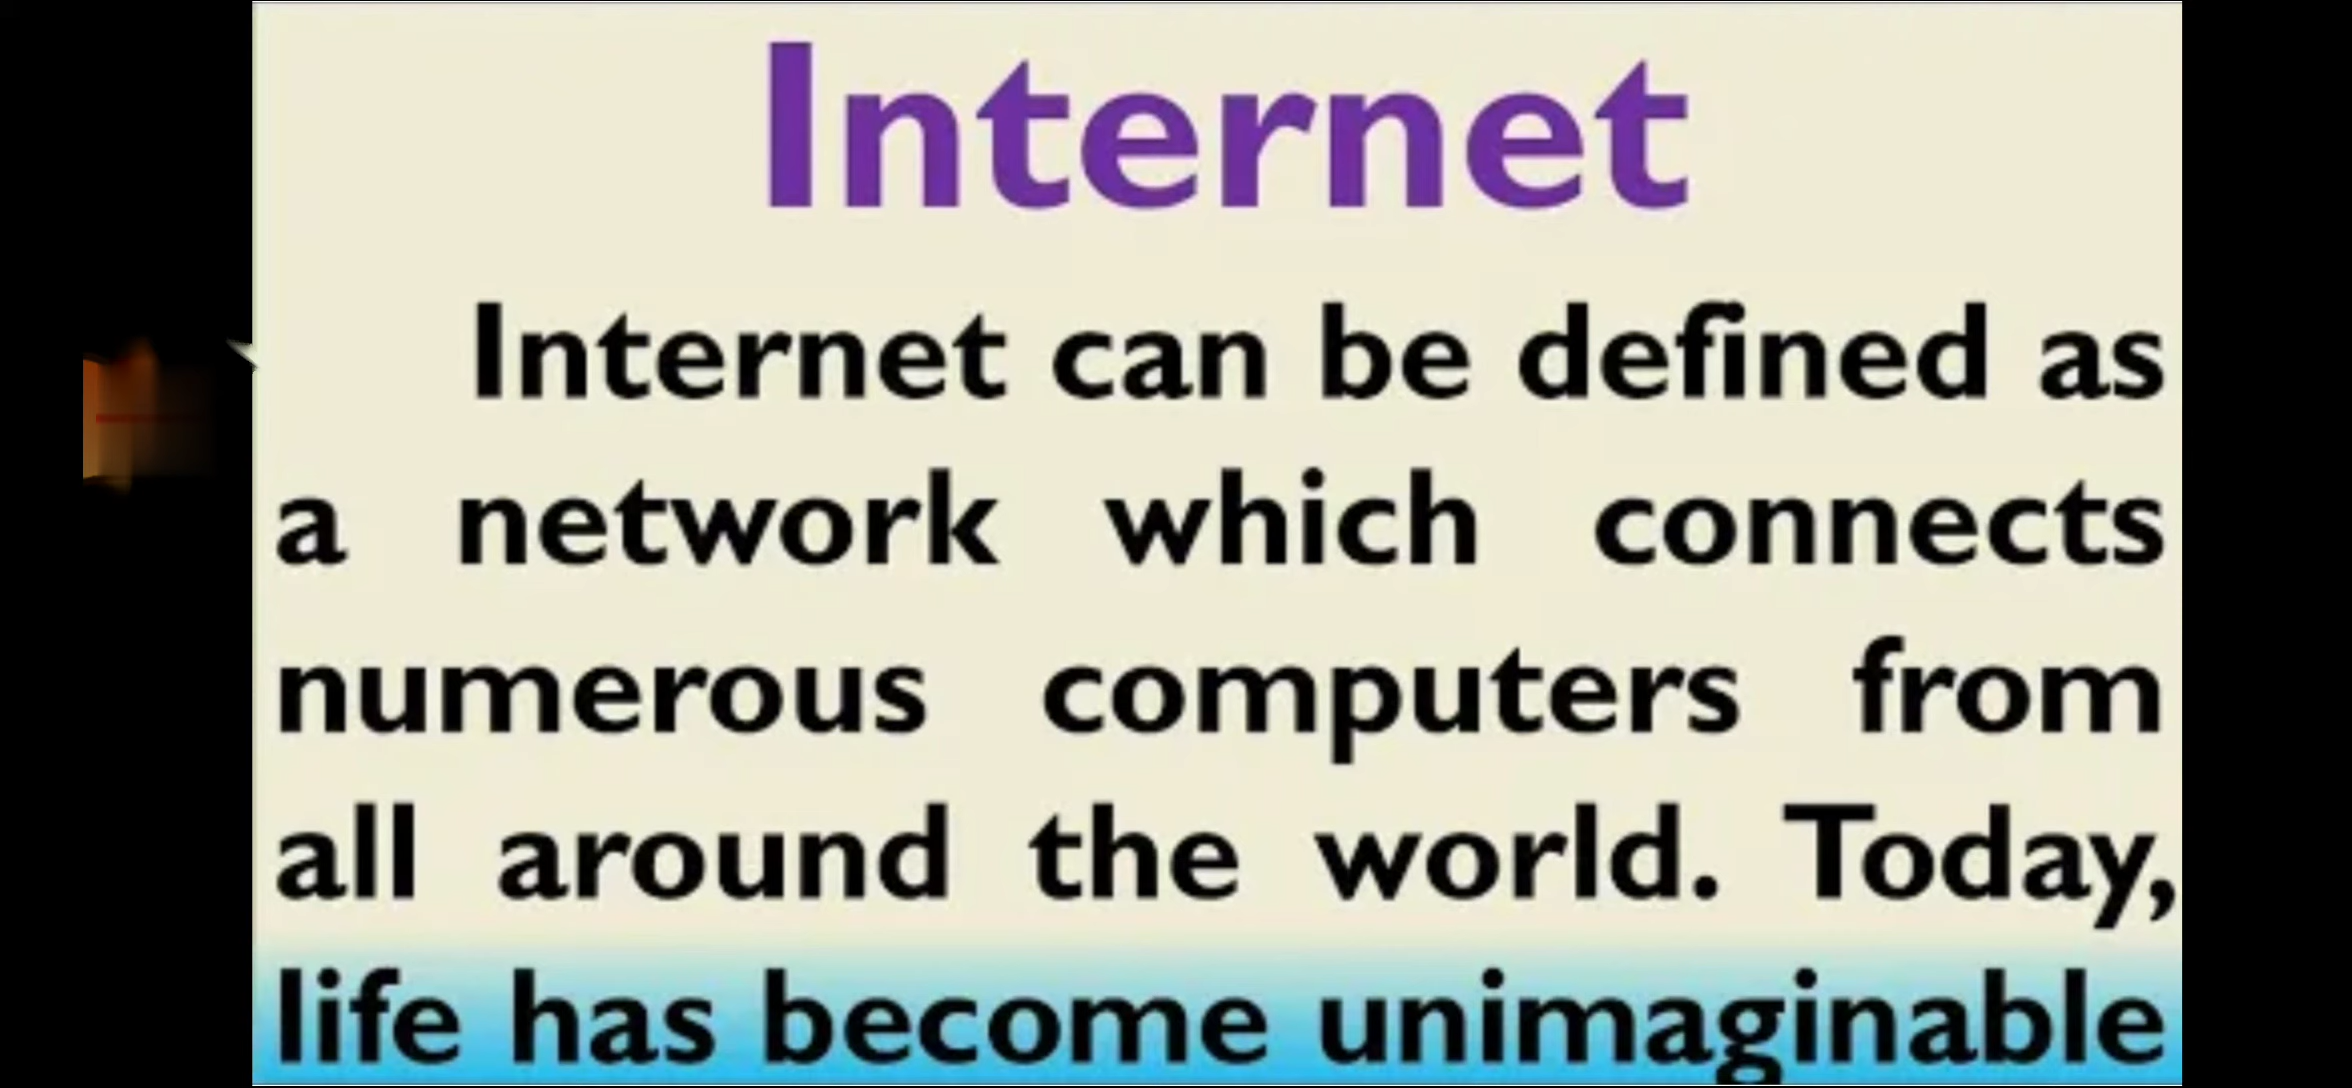 Internet
Internet can be defined as
a network which connects
numerous computers from
all around the world. Today,
life has become unimaginable